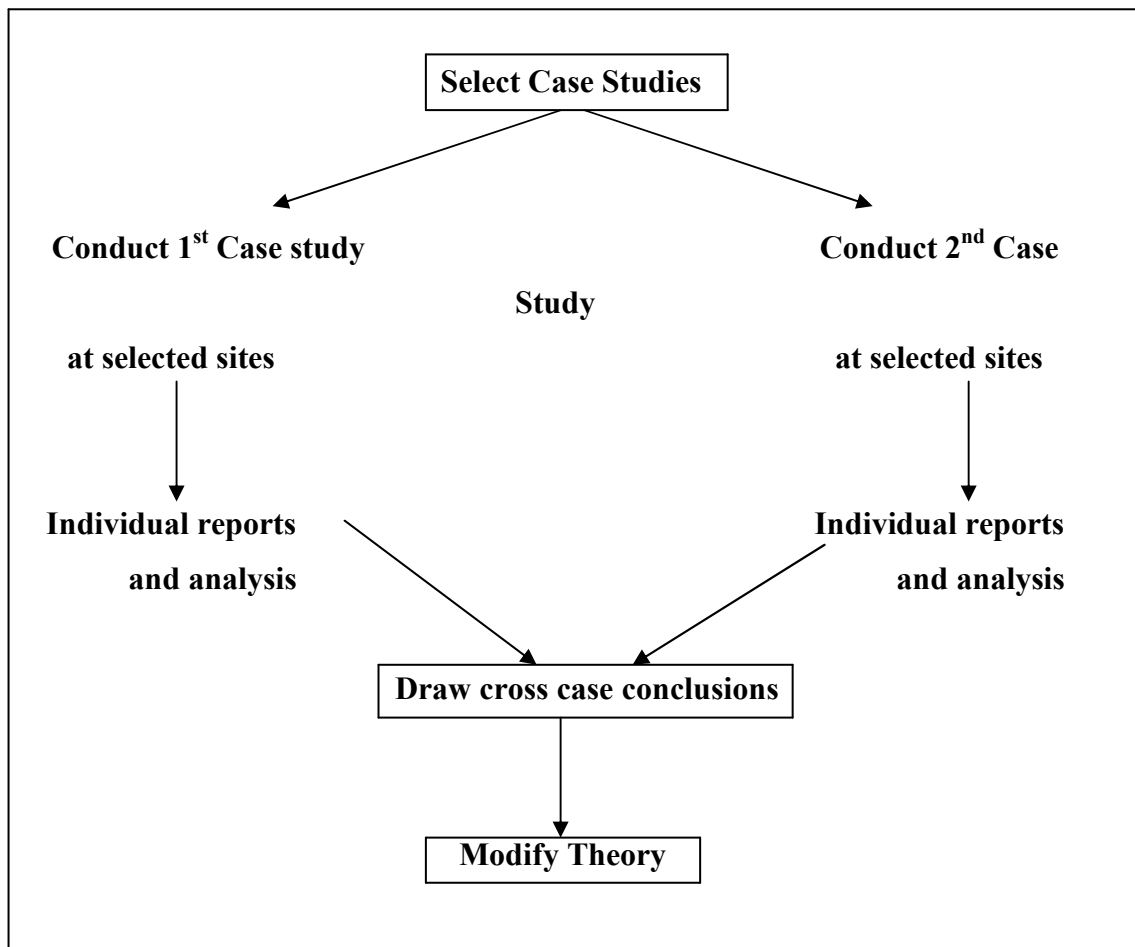 Select Case Studies
Conduct 1st Case study
Conduct 2nd Case
Study
at selected sites
at selected sites
Individual reports
and analysis
Individual reports
and analysis
Draw cross case conclusions
Modify Theory